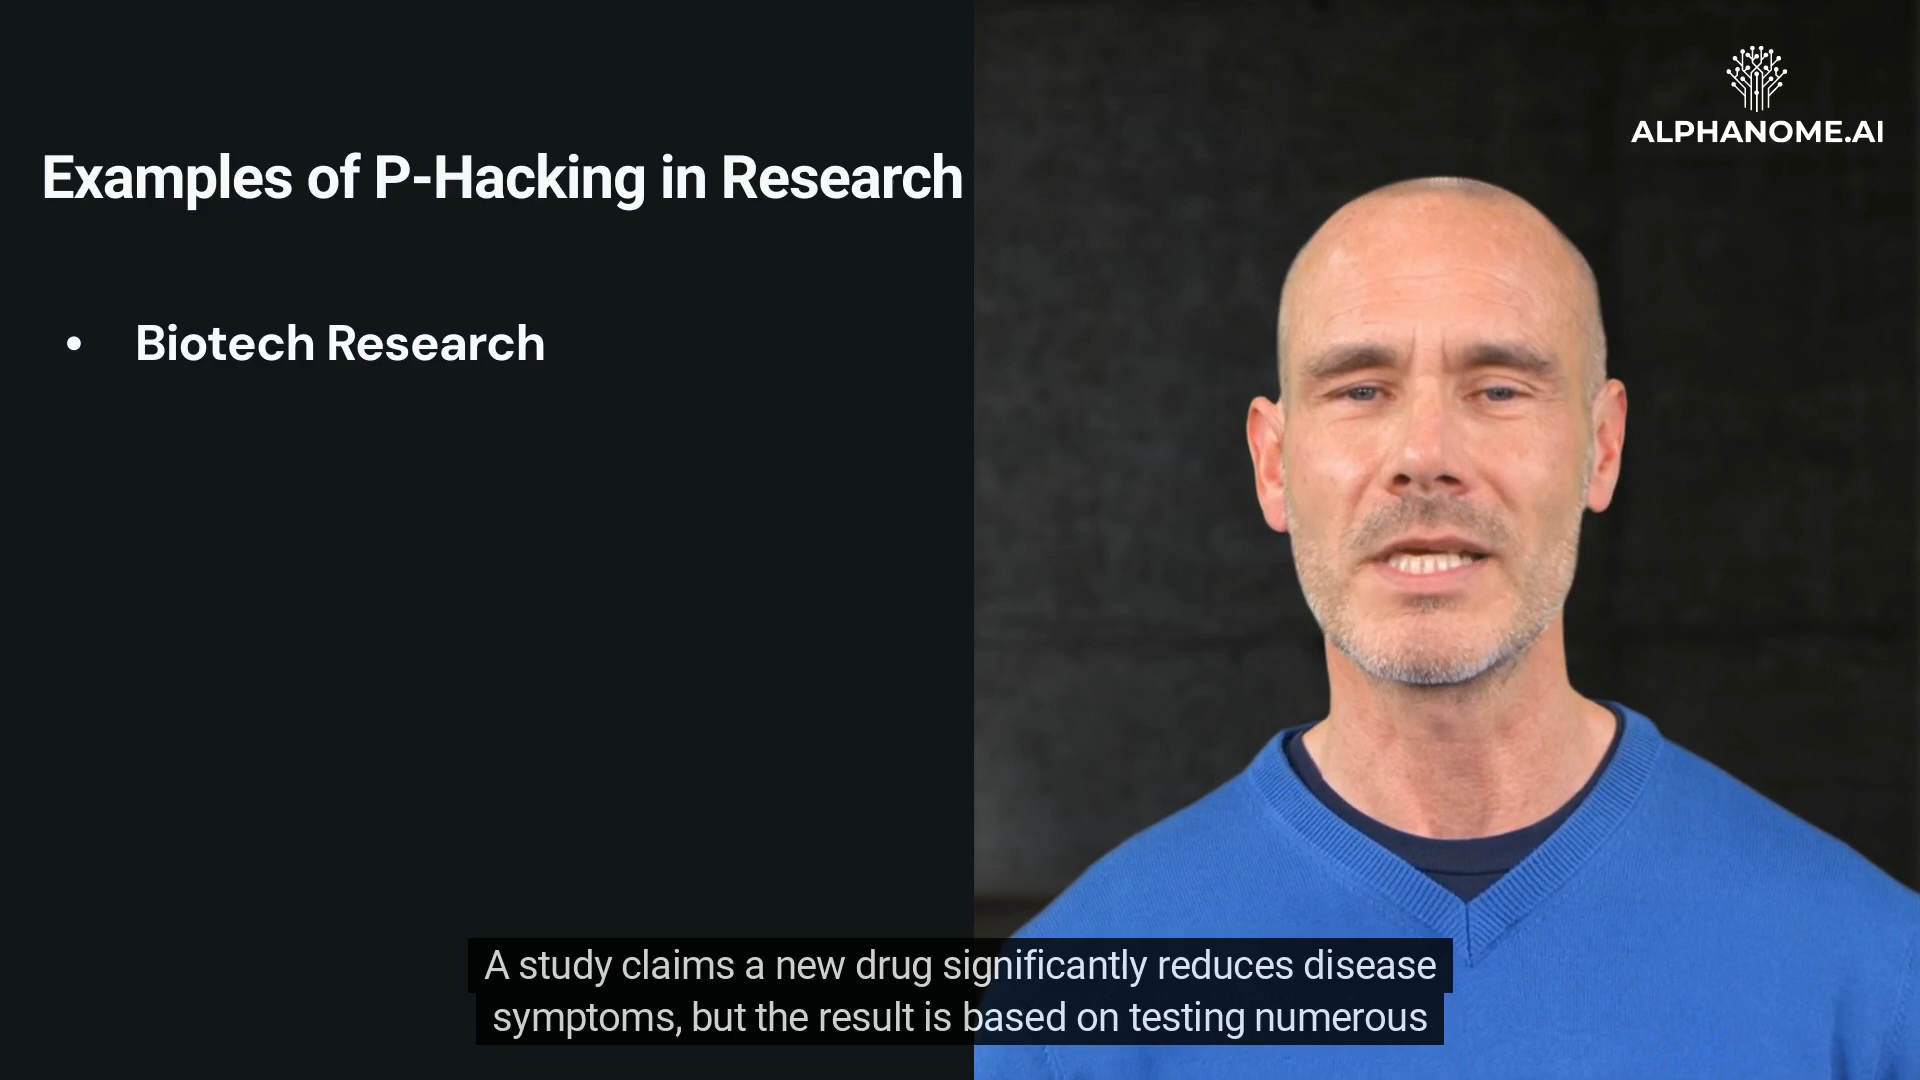 ALPHANOME.AI
Examples of P-Hacking in Research
• Biotech Research
A study claims a new drug significantly reduces disease
symptoms, but the result is based on testing numerous